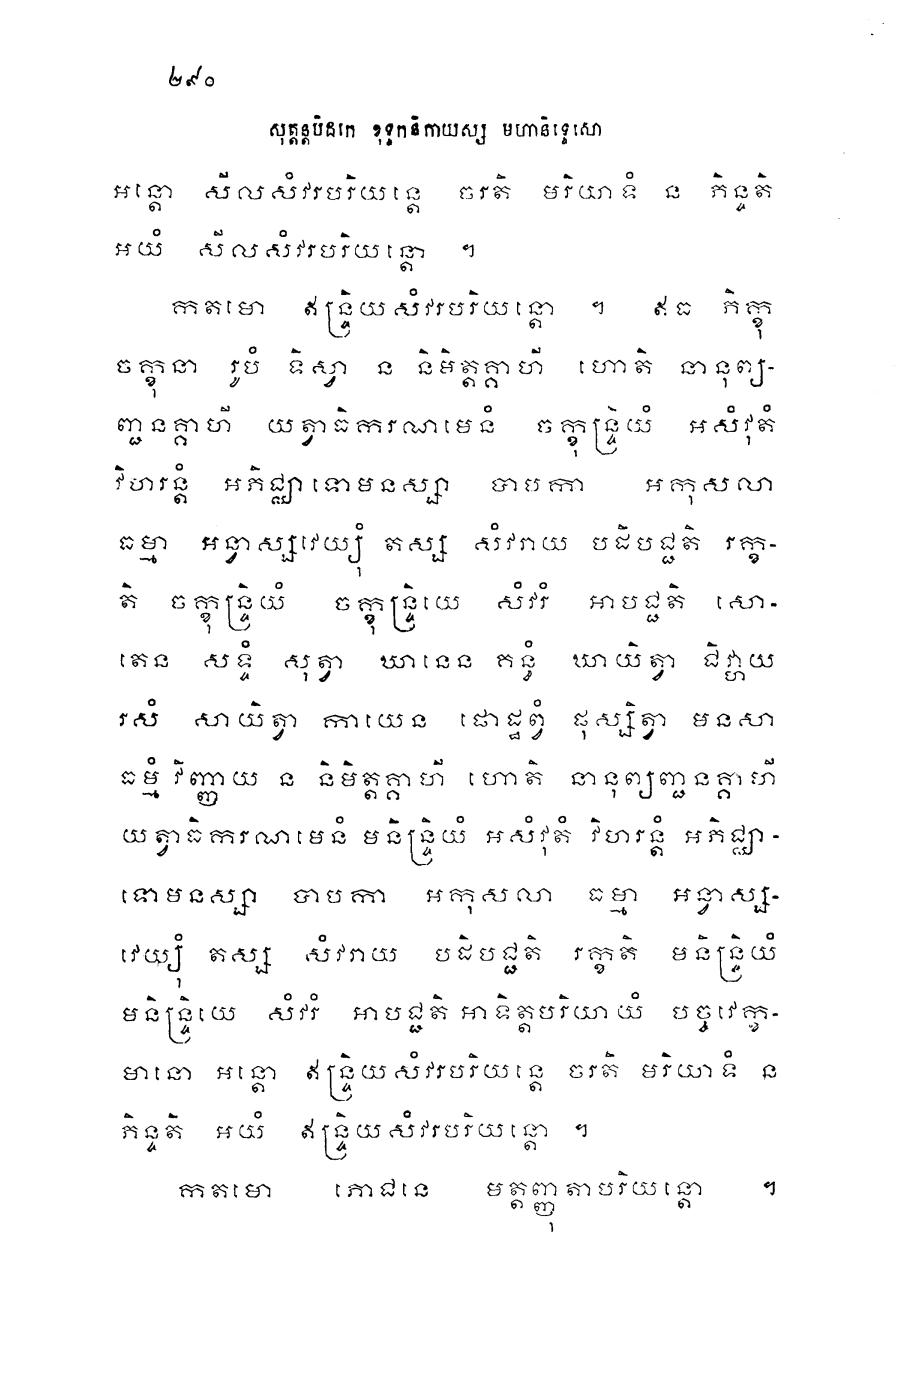 ២៩០
សុត្តន្តបិដកេ ខុទ្ទកនិកាយស្ស មហានិទ្ទេសោ
អន្តោ សីលសំវរបរិយន្តេ ចរតិ មរិយាទំ ន ភិន្ទតិ
អយំ សីលសំវរបរិយន្តោ ។
កតមោ ឥន្ទ្រិយសំវរបរិយន្តោ ។ ឥធ ភិក្ខុ
ចក្ខុនា រូបំ ទិស្វា ន និមិត្តគ្គាហី ហោតិ នានុព្យ-
ញ្ជនគ្គាហី យត្វាធិករណមេនំ ចក្ខុន្ទ្រិយំ អសំវុតំ
វិហរន្តំ អភិជ្ឈាទោមនស្សា បាបកា អកុសលា
ធម្មា អន្វាស្សវេយ្យុំ តស្ស សំវរាយ បដិបជ្ជតិ រក្ខ-
តិ ចក្ខុន្ទ្រិយំ ចក្ខុន្ទ្រិយេ សំវរំ អាបជ្ជតិ សោ-
តេន សទ្ទំ សុត្វា ឃានេន គន្ធំ ឃាយិត្វា ជិវ្ហាយ
រសំ សាយិត្វា កាយេន ផោដ្ឋព្វំ ផុស្សិត្វា មនសា
ធម្មំ វិញ្ញាយ ន និមិត្តគ្គាហី ហោតិ នានុព្យញ្ជនគ្គាហី
យត្វាធិករណមេនំ មនិន្ទ្រិយំ អសំវុតំ វិហរន្តំ អភិជ្ឈា-
ទោមនស្សា បាបកា អកុសលា ធម្មា អន្វាស្ស-
វេយ្យុំ តស្ស សំវរាយ បដិបជ្ជតិ រក្ខតិ មនិន្ទ្រិយំ
មនិន្ទ្រិយេ សំវរំ អាបជ្ជតិ អាទិត្តបរិយាយំ បច្ចវេក្ខ-
មានោ អន្តោ ឥន្ទ្រិយសំវរបរិយន្តេ ចរតិ មរិយាទំ ន
ភិន្ទតិ អយំ ឥន្ទ្រិយសំវរបរិយន្តោ ។
កតមោ ភោជនេ មត្តញ្ញុតាបរិយន្តោ ។